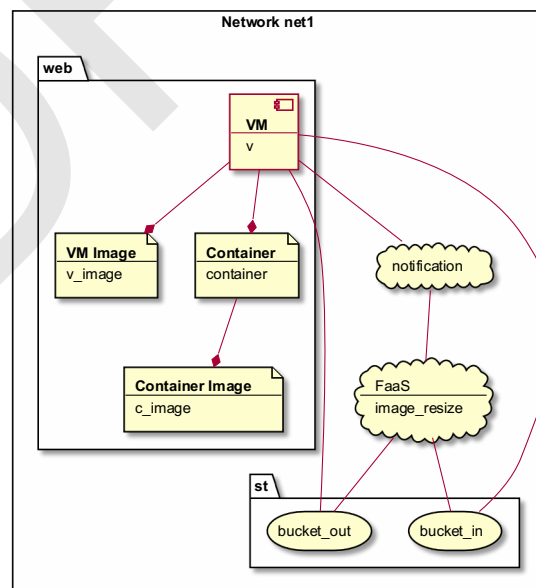 Network net1
web
VM
v
VM Image
v_image
Container
container
notification
Container Image
c_image
FaaS
image_resize
st
bucket_out
bucket_in